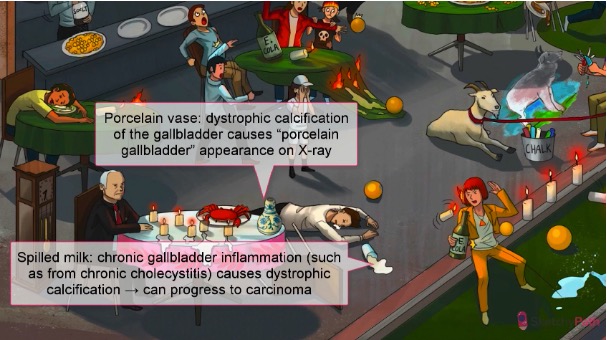 Porcelain vase: dystrophic calcification
of the gallbladder causes “porcelain
gallbladder” appearance on X-ray
CHALK
Spilled milk: chronic gallbladder inflammation (such
as from chronic cholecystitis) causes dystrophic
calcification → can progress to carcinoma